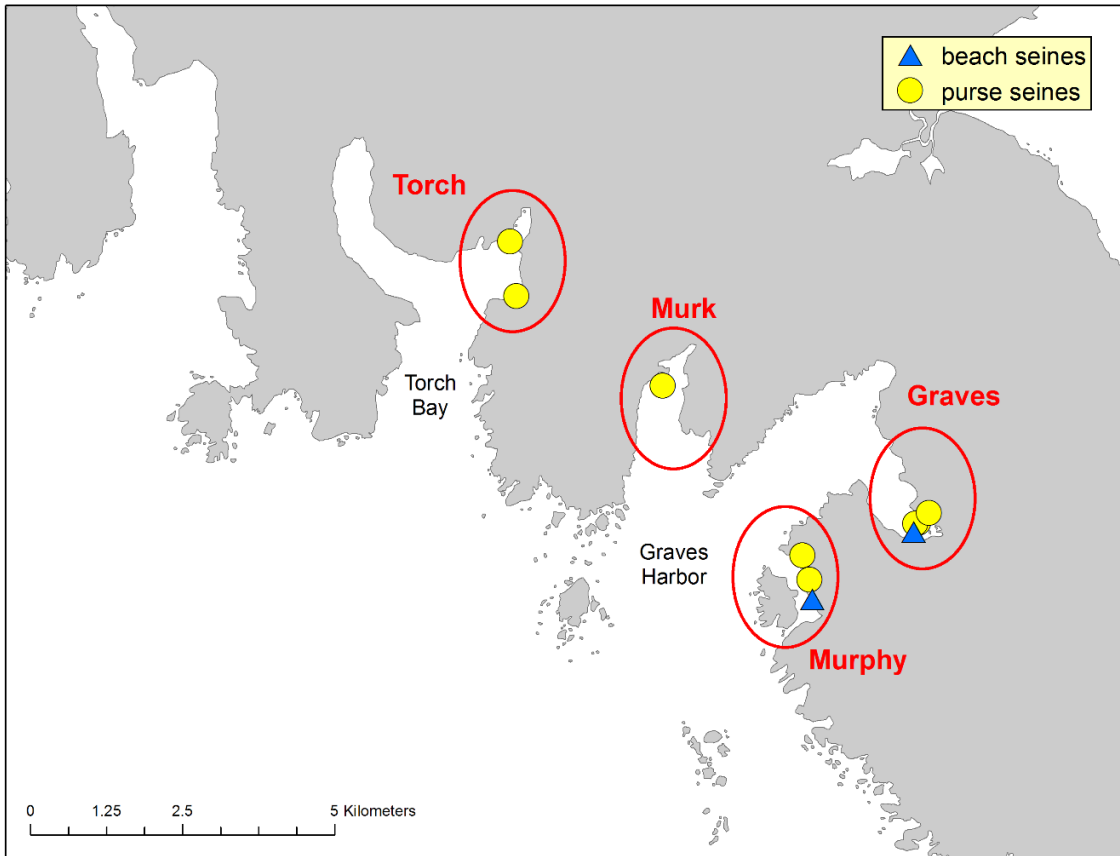 beach seines
purse seines
Torch
Murk
Torch
Bay
Graves
Graves
Harbor
Murphy
0 1.25 2.5 5 Kilometers